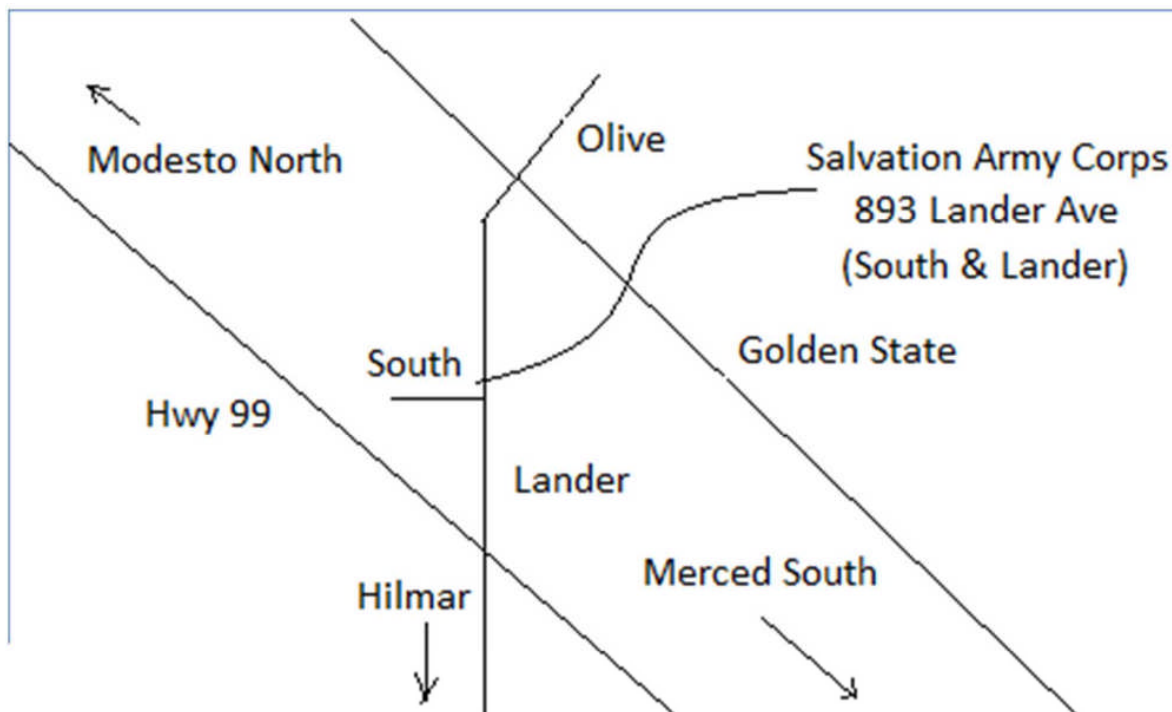 Olive
Modesto North
Salvation Army Corps
893 Lander Ave
(South & Lander)
Golden State
South
Hwy 99
Lander
Merced South
Hilmar